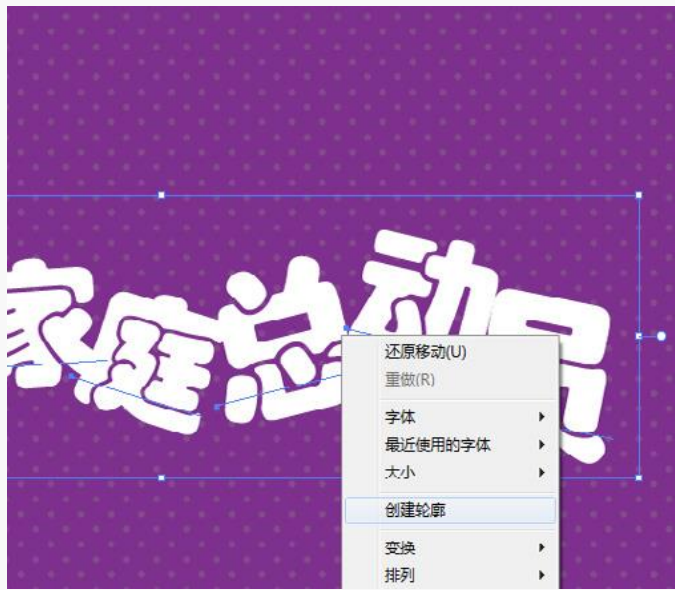 家庭总动员
还原移动(U)
重做(R)
字体
最近使用的字体
大小
创建轮廓
变换
排列